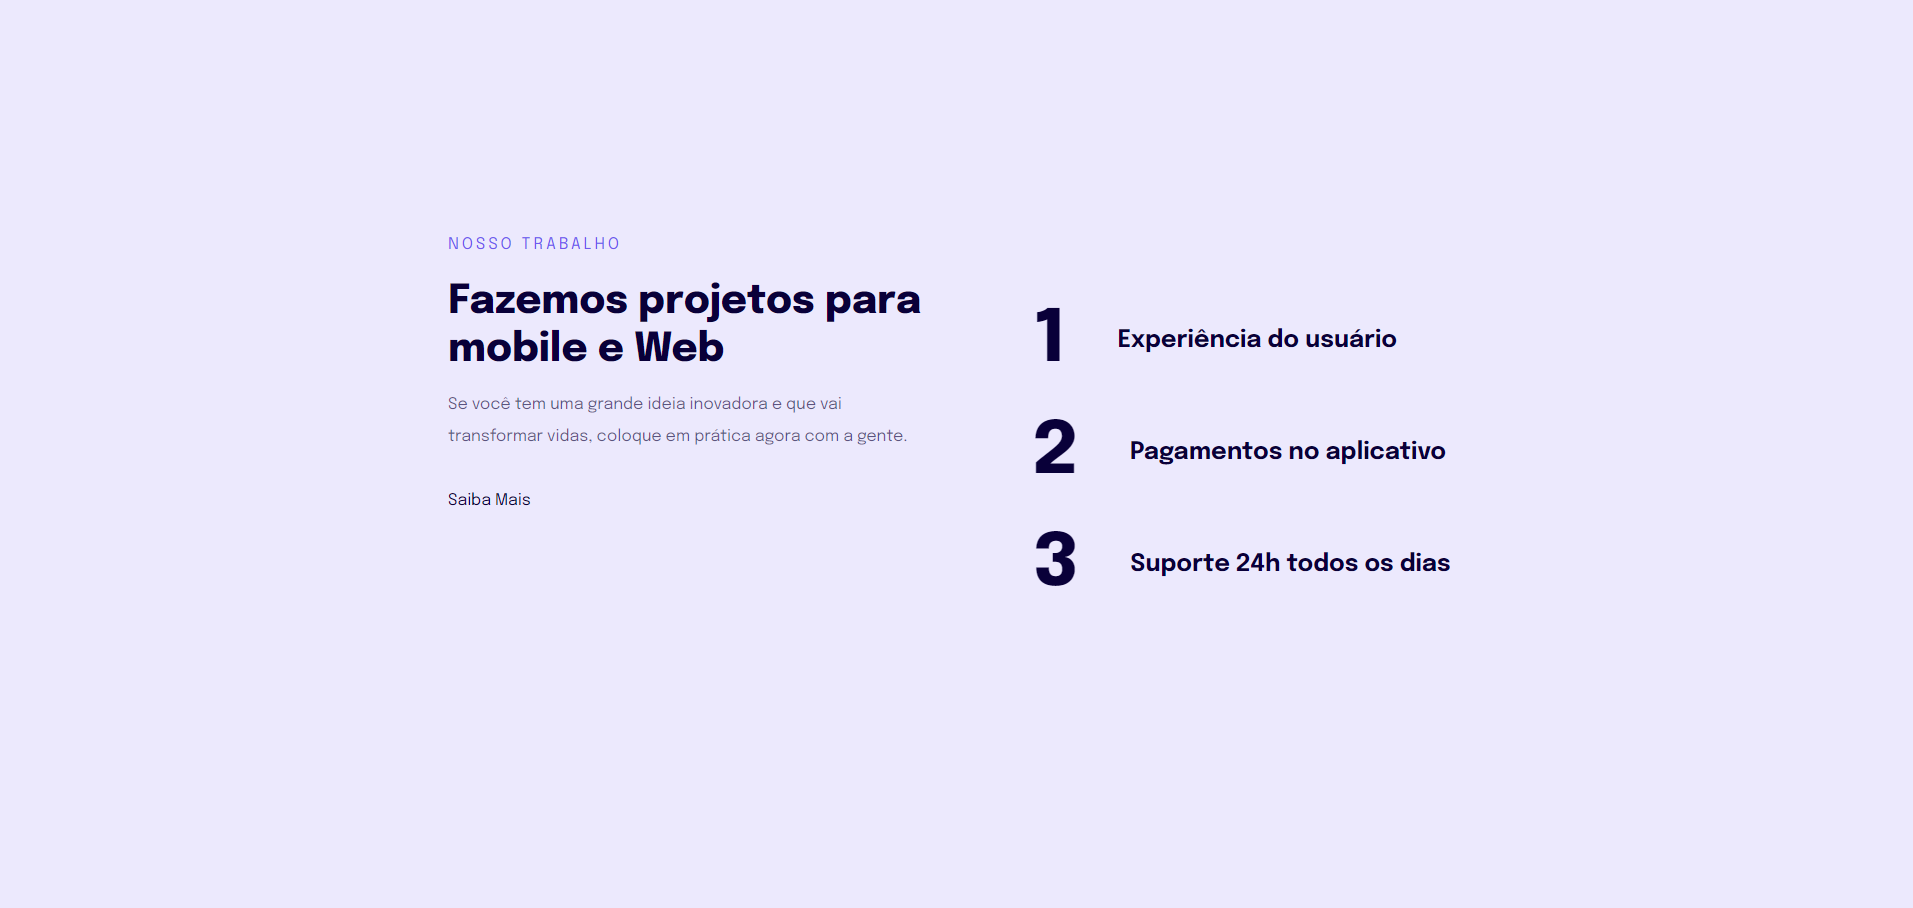 NOSSO TRABALHO
Fazemos projetos para
mobile e Web
Se você tem uma grande ideia inovadora e que vai
transformar vidas, coloque em prática agora com a gente.
Saiba Mais
1 Experiência do usuário
2 Pagamentos no aplicativo
3 Suporte 24h todos os dias